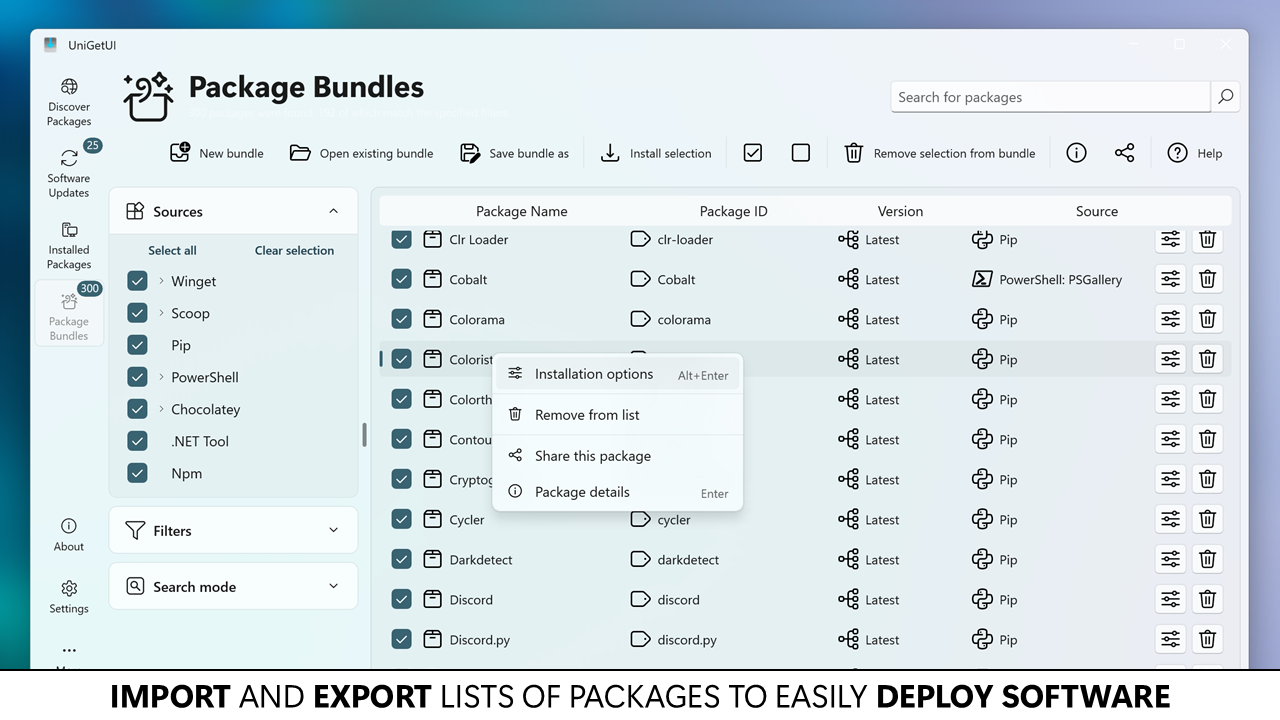 UniGetUI
Package Bundles
Search for packages
Discover
Packages
25
Software
Updates
Installed
Packages
300
Package
Bundles
About
Settings
New bundle
Open existing bundle
Save bundle as
Install selection
Remove selection from bundle
Help
Sources
Select all Clear selection
Winget
Scoop
Pip
PowerShell
Chocolatey
.NET Tool
Npm
Filters
Search mode
Package Name Package ID Version Source
Clr Loader clr-loader Latest Pip
Cobalt Cobalt Latest PowerShell: PSGallery
Colorama colorama Latest Pip
Latest Pip
Latest Pip
Latest Pip
Latest Pip
Cycler cycler Latest Pip
Darkdetect darkdetect Latest Pip
Discord discord Latest Pip
Discord.py discord.py Latest Pip
Installation options Alt+Enter
Remove from list
Share this package
Package details Enter
IMPORT AND EXPORT LISTS OF PACKAGES TO EASILY DEPLOY SOFTWARE